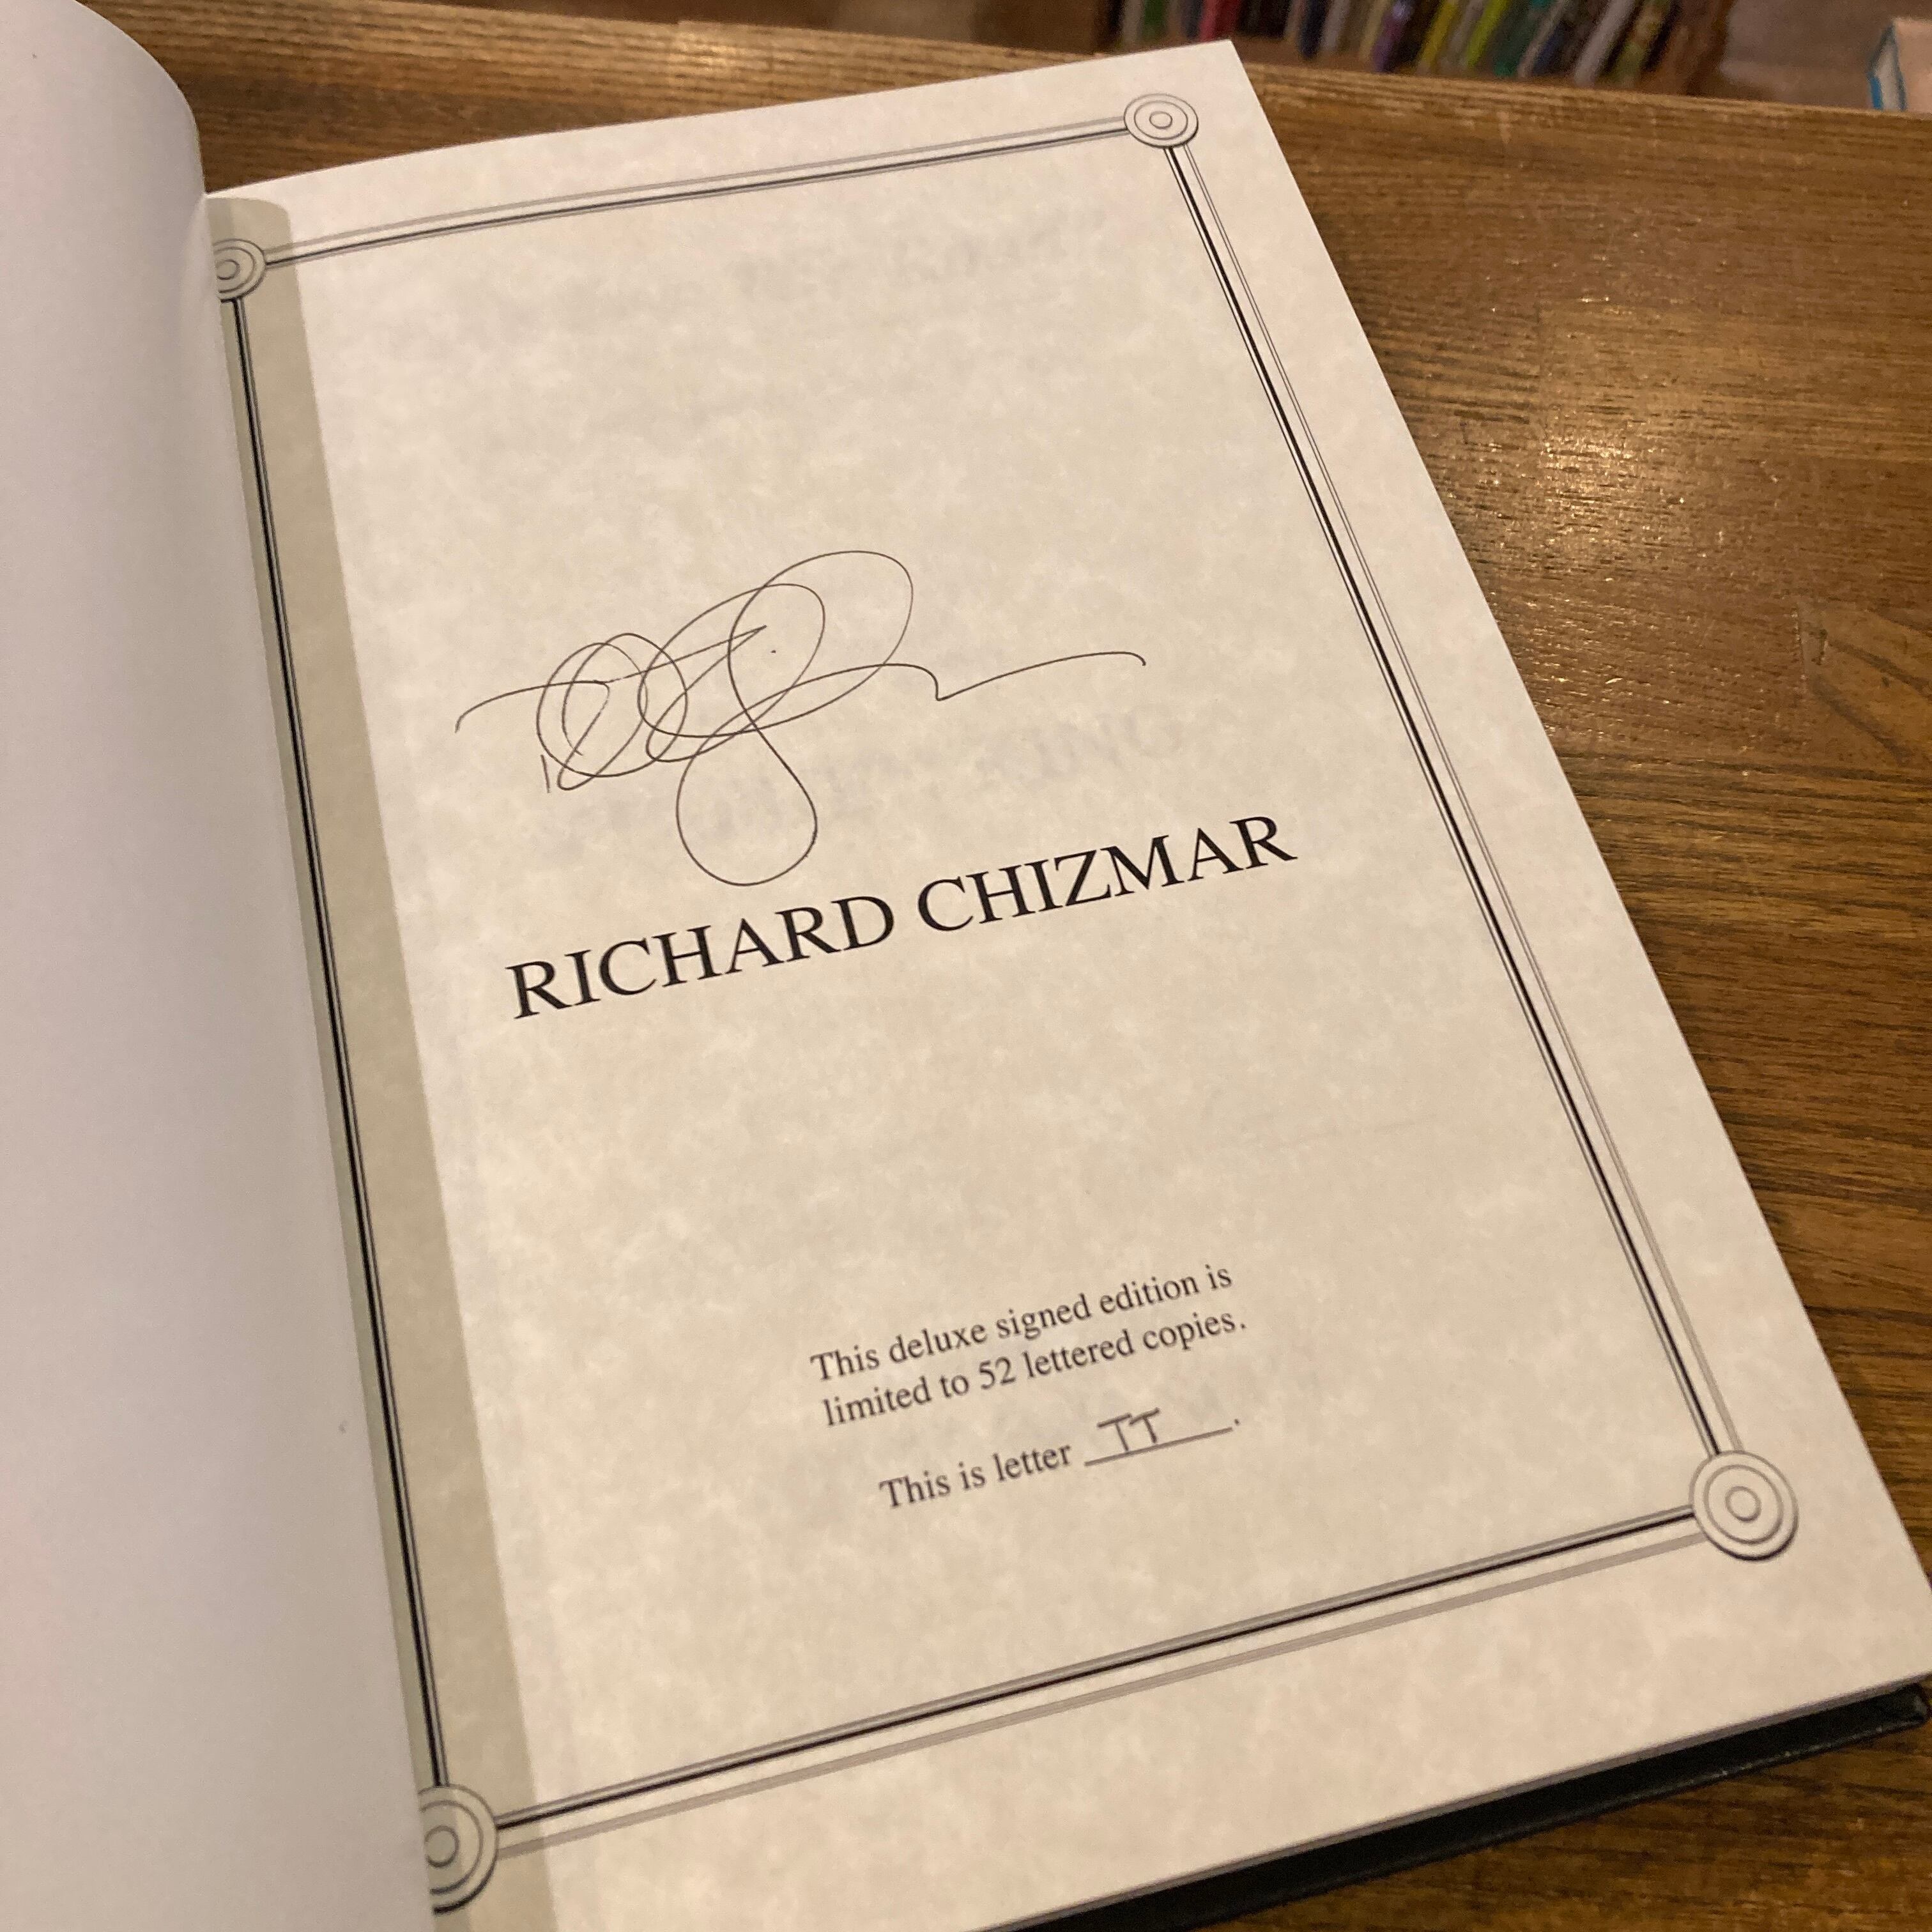 RICHARD CHIZMAR
This deluxe signed edition is
limited to 52 lettered copies.
This is letter TT.